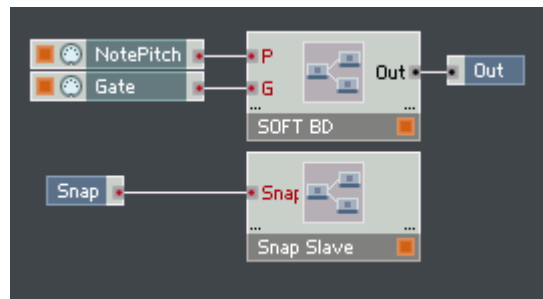 NotePitch P Out Out
Gate G
...  ...
SOFT BD
Snap Snap
...  ...
Snap Slave